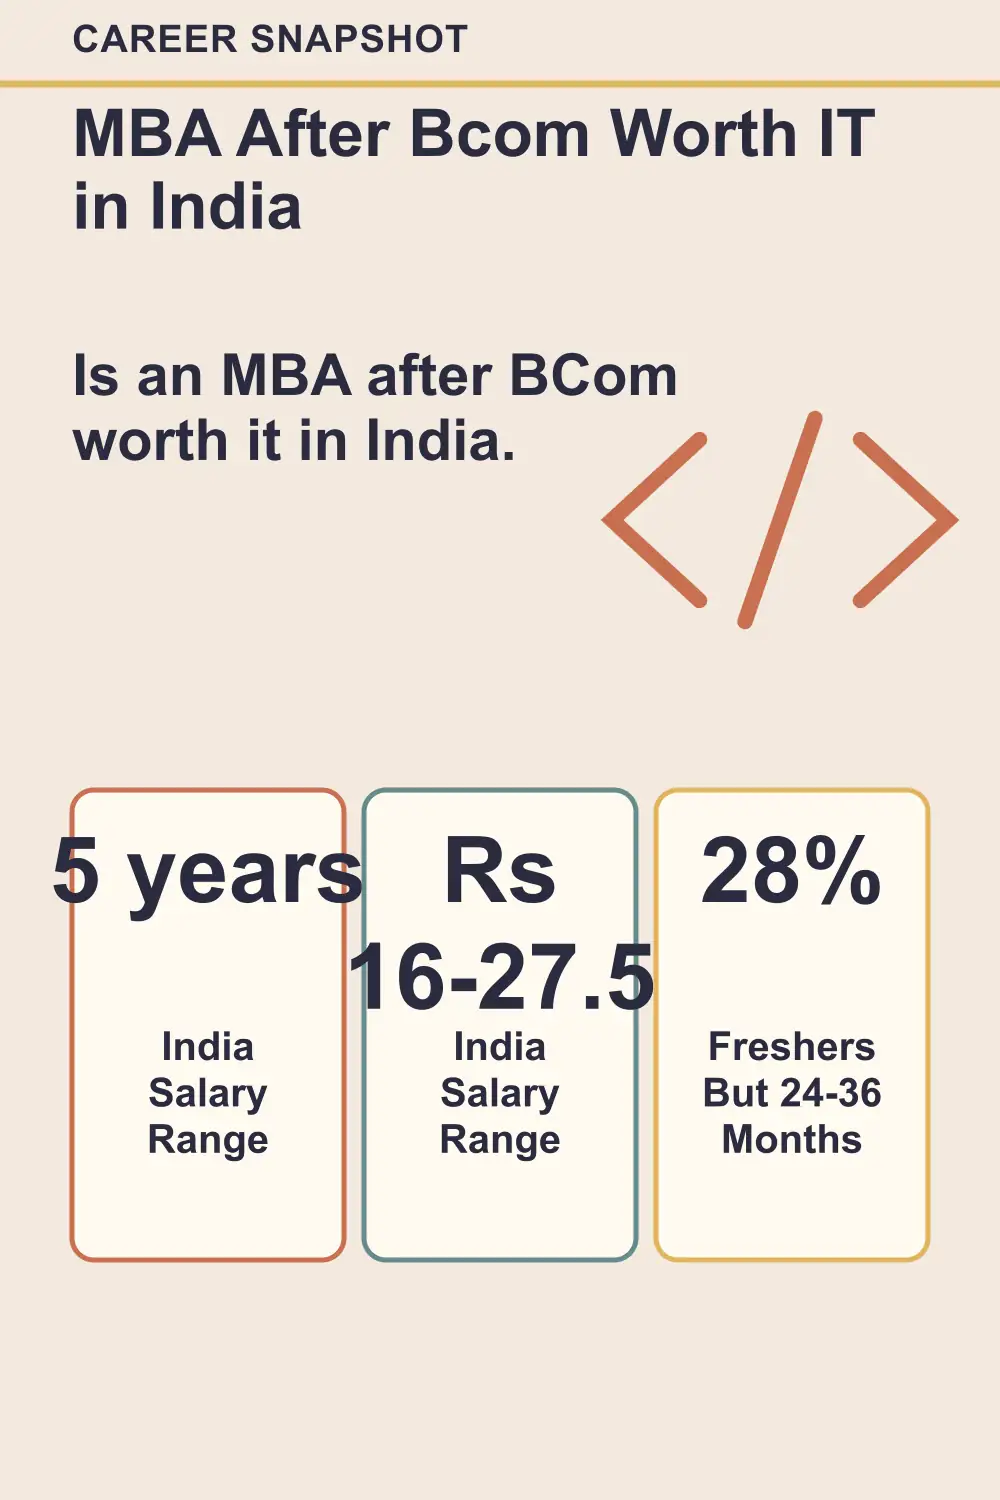 CAREER SNAPSHOT
MBA After Bcom Worth IT
in India
Is an MBA after BCom
worth it in India.
5 years
India
Salary
Range
Rs
16-27.5
India
Salary
Range
28%
Freshers
But 24-36
Months